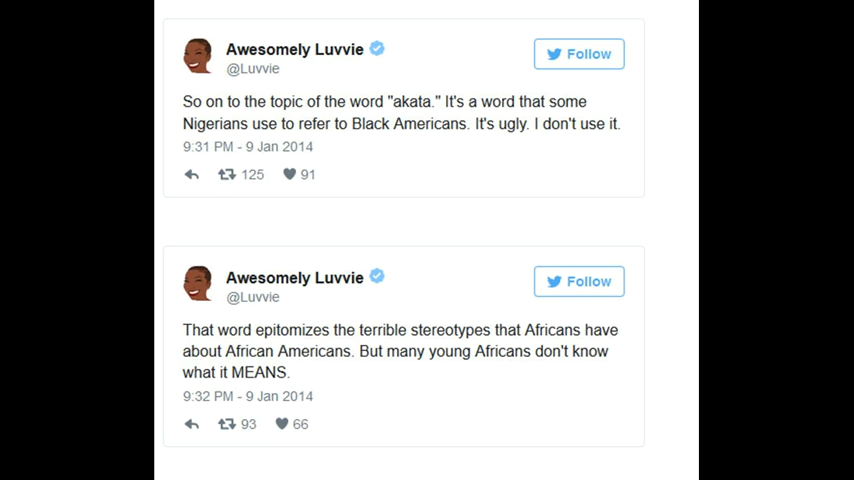 Awesomely Luvvie
@Luvvie
Follow
So on to the topic of the word "akata." It's a word that some
Nigerians use to refer to Black Americans. It's ugly. I don't use it.
9:31 PM - 9 Jan 2014
125 91
Awesomely Luvvie
@Luvvie
Follow
That word epitomizes the terrible stereotypes that Africans have
about African Americans. But many young Africans don't know
what it MEANS.
9:32 PM - 9 Jan 2014
93 66